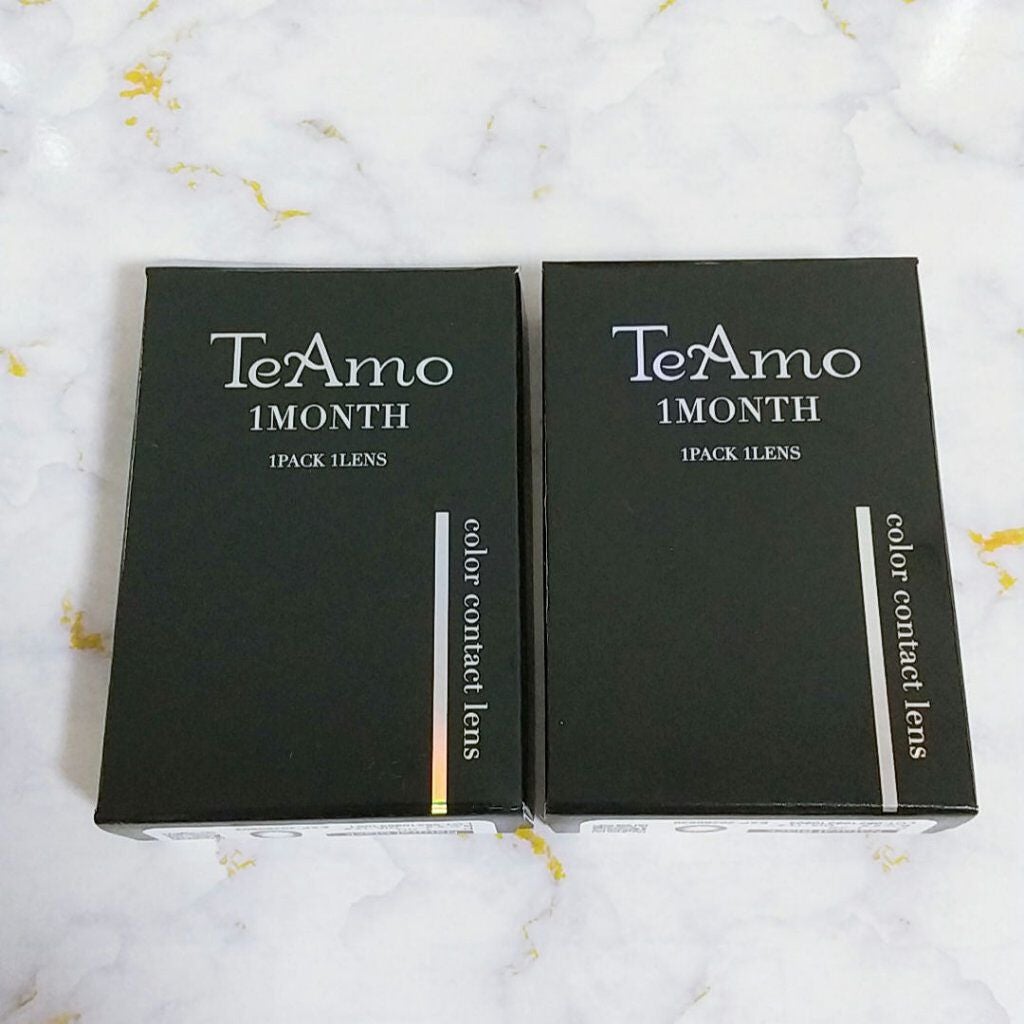 TeAmo
1MONTH
1PACK 1LENS
color contact lens
TeAmo
1MONTH
1PACK 1LENS
color contact lens